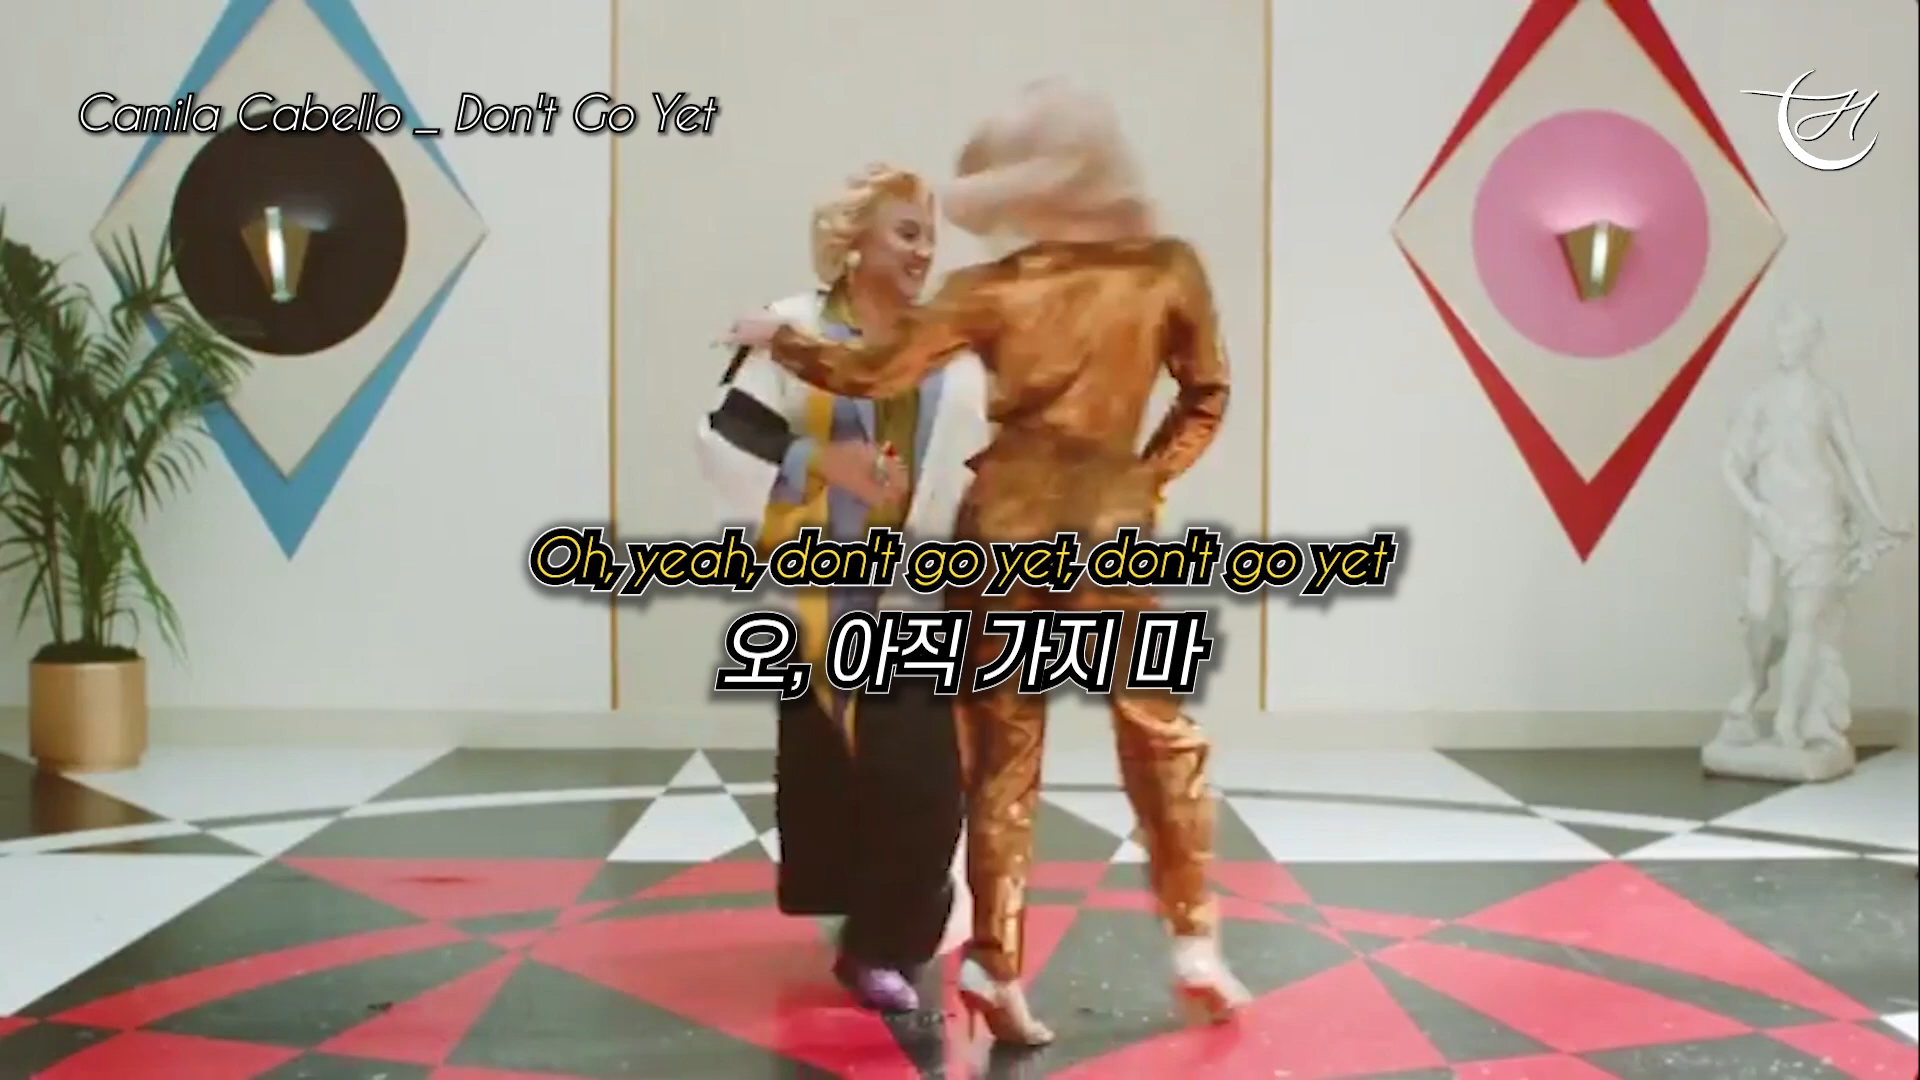 Camila Cabello _ Don't Go Yet
Oh, yeah, don't go yet, don't go yet
오, 아직 가지 마